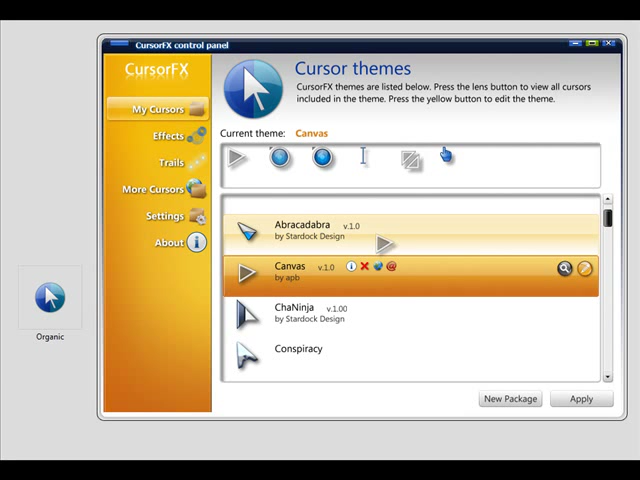 CursorFX control panel
CursorFX
My Cursors
Effects
Trails
More Cursors
Settings
About
Cursor themes
CursorFX themes are listed below. Press the lens button to view all cursors
included in the theme. Press the yellow button to edit the theme.
Current theme: Canvas
Abracadabra v.1.0
by Stardock Design
Canvas v.1.0
by apb
ChaNinja v.1.00
by Stardock Design
Conspiracy
New Package
Apply
Organic